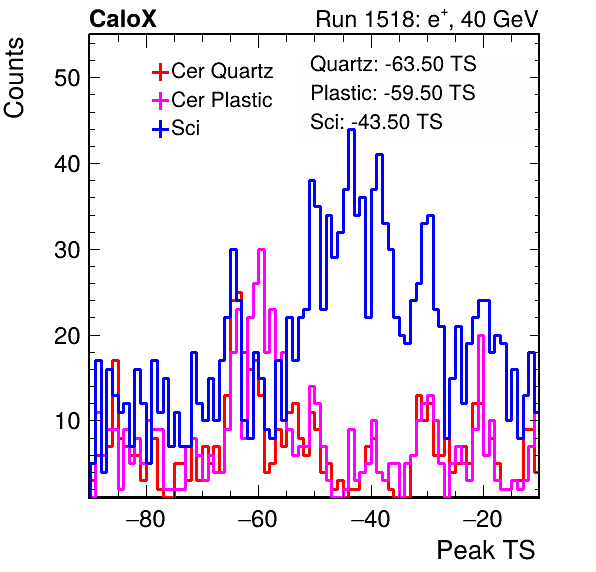 CaloX Run 1518: e⁺, 40 GeV
Counts
Cer Quartz
Cer Plastic
Sci
Quartz: -63.50 TS
Plastic: -59.50 TS
Sci: -43.50 TS
50
40
30
20
10
−80 −60 −40 −20
Peak TS